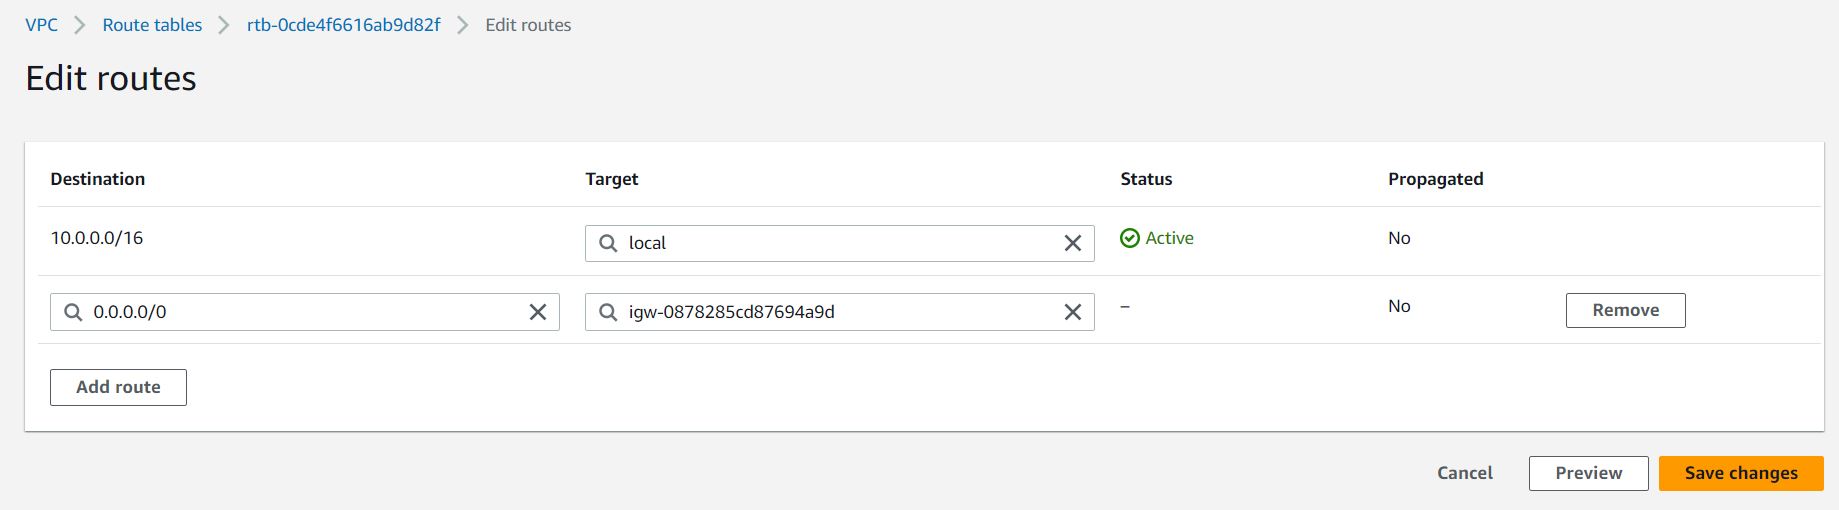 VPC > Route tables > rtb-0cde4f6616ab9d82f > Edit routes
Edit routes
Destination Target Status Propagated
10.0.0.0/16 local Active No
0.0.0.0/0 igw-0878285cd87694a9d – No Remove
Add route
Cancel Preview Save changes